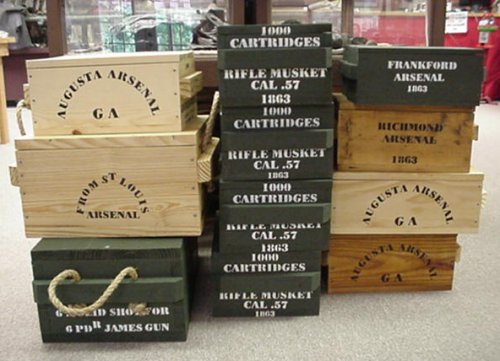 AUGUSTA ARSENAL
GA
FROM ST LOUIS
ARSENAL
SHOT FOR
6 PDR JAMES GUN
1000
CARTRIDGES
RIFLE MUSKET
CAL .57
1863
1000
CARTRIDGES
RIFLE MUSKET
CAL .57
1863
1000
CARTRIDGES
RIFLE MUSKET
CAL .57
1863
1000
CARTRIDGES
RIFLE MUSKET
CAL .57
1863
FRANKFORD
ARSENAL
1863
RICHMOND
ARSENAL
1863
AUGUSTA ARSENAL
GA
AUGUSTA ARSENAL
GA